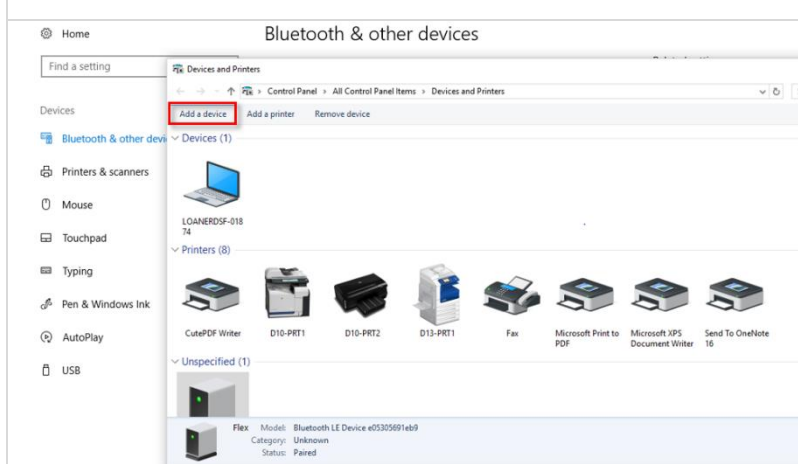 Home
Bluetooth & other devices
Find a setting
Devices and Printers
Control Panel > All Control Panel Items > Devices and Printers
Devices
Add a device Add a printer Remove device
Bluetooth & other devi
Devices (1)
Printers & scanners
Mouse
LOANERDSF-018
74
Touchpad
Printers (8)
Typing
Pen & Windows Ink
AutoPlay
CutePDF Writer D10-PRT1 D10-PRT2 D13-PRT1 Fax Microsoft Print to PDF Microsoft XPS Document Writer Send To OneNote 16
USB
Unspecified (1)
Flex Model: Bluetooth LE Device e05305691eb9
Category: Unknown
Status: Paired